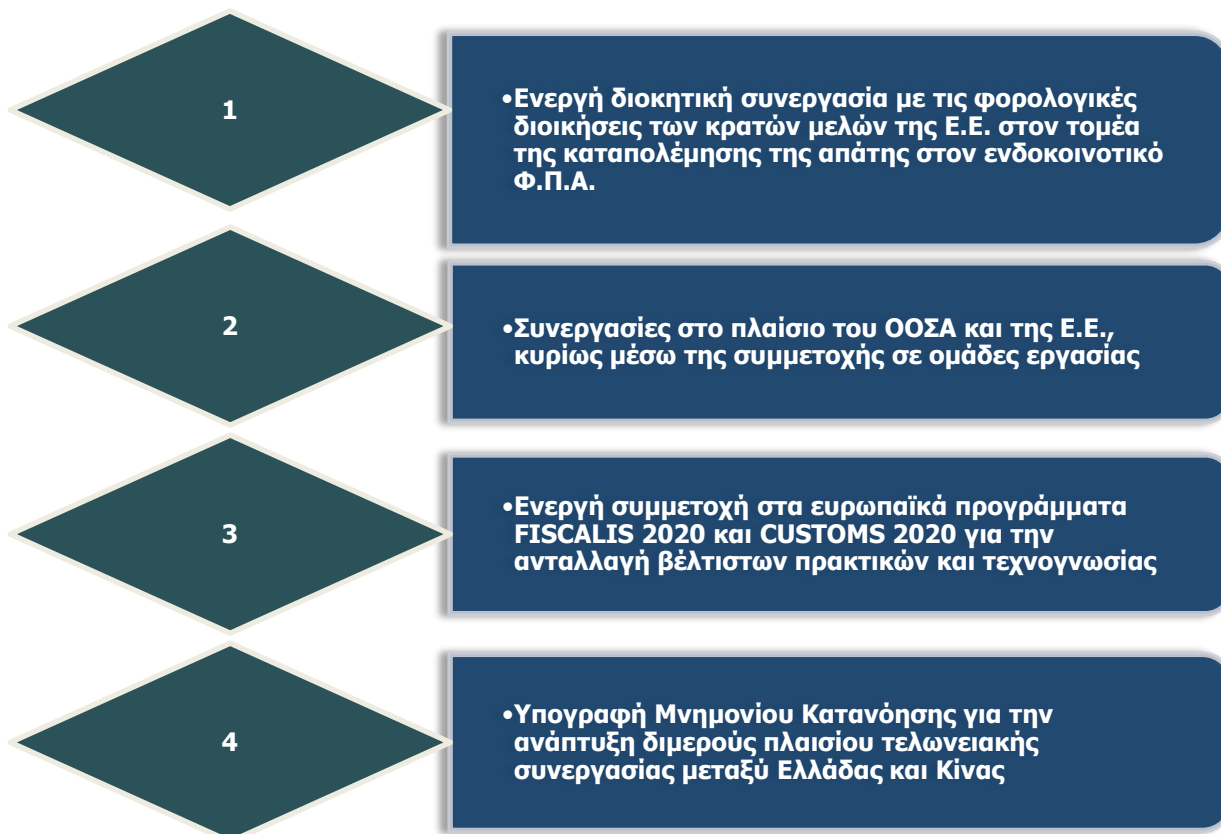 1
•Ενεργή διοκητική συνεργασία με τις φορολογικές
διοικήσεις των κρατών μελών της Ε.Ε. στον τομέα
της καταπολέμησης της απάτης στον ενδοκοινοτικό
Φ.Π.Α.
2
•Συνεργασίες στο πλαίσιο του ΟΟΣΑ και της Ε.Ε.,
κυρίως μέσω της συμμετοχής σε ομάδες εργασίας
3
•Ενεργή συμμετοχή στα ευρωπαϊκά προγράμματα
FISCALIS 2020 και CUSTOMS 2020 για την
ανταλλαγή βέλτιστων πρακτικών και τεχνογνωσίας
4
•Υπογραφή Μνημονίου Κατανόησης για την
ανάπτυξη διμερούς πλαισίου τελωνειακής
συνεργασίας μεταξύ Ελλάδας και Κίνας